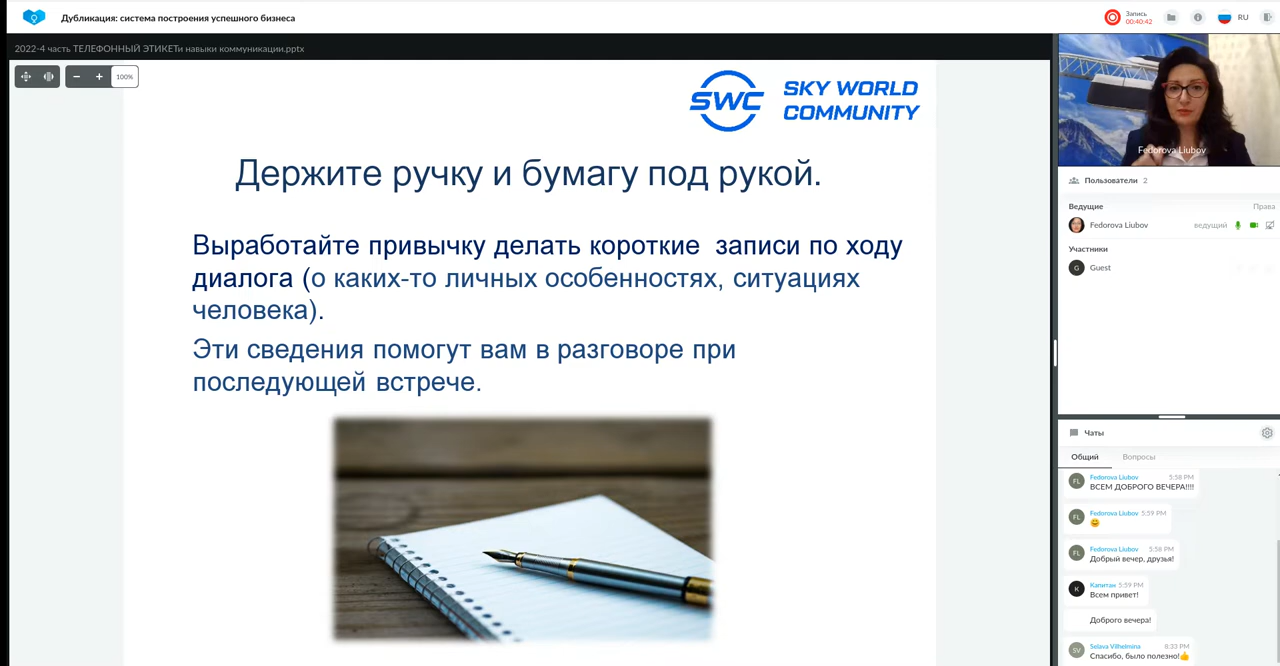 Дубликация: система построения успешного бизнеса
Запись
00:40:42
RU
2022-4 часть ТЕЛЕФОННЫЙ ЭТИКЕТи навыки коммуникации.pptx
100%
SWC
SKY WORLD
COMMUNITY
Держите ручку и бумагу под рукой.
Выработайте привычку делать короткие записи по ходу
диалога (о каких-то личных особенностях, ситуациях
человека).
Эти сведения помогут вам в разговоре при
последующей встрече.
Fedorova Liubov
Пользователи 2
Ведущие Права
Fedorova Liubov ведущий
Участники
G Guest
Чаты
Общий Вопросы
FL Fedorova Liubov 5:58 PM
ВСЕМ ДОБРОГО ВЕЧЕРА!!!!
FL Fedorova Liubov 5:59 PM
😊
FL Fedorova Liubov 5:56 PM
Добрый вечер, друзья!
К Капитан 5:59 PM
Всем привет!
Доброго вечера!
SV Selava Vilhelmina 8:33 PM
Спасибо, было полезно!👍